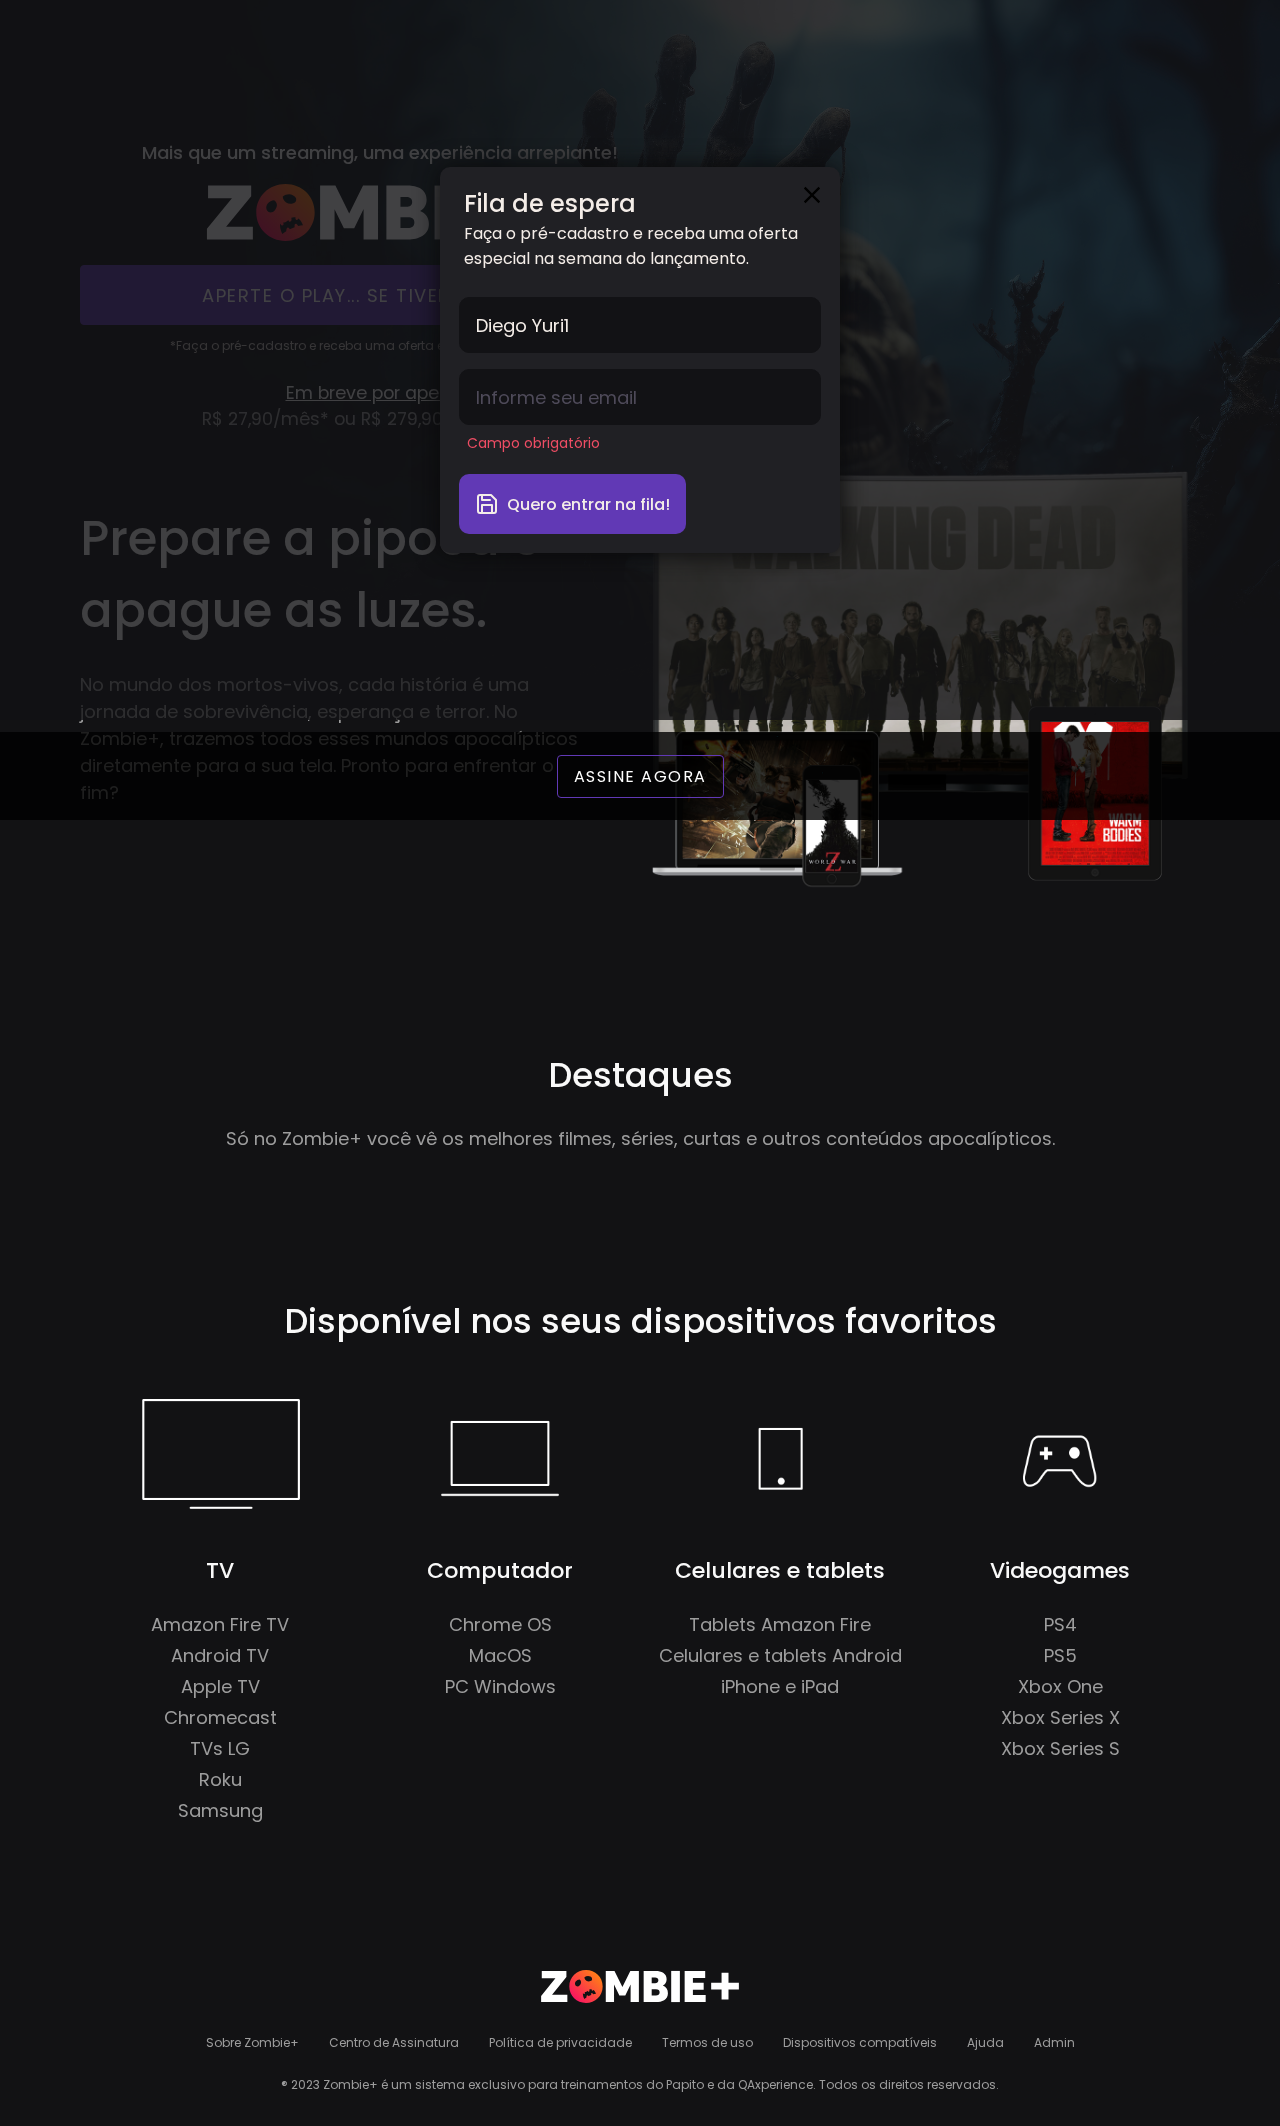 Mais que um streaming, uma experiência arrepiante!
ZOMBI
APERTE O PLAY... SE TIVE
*Faça o pré-cadastro e receba uma oferta
Em breve por ape
R$ 27,90/mês* ou R$ 279,90
Fila de espera
Faça o pré-cadastro e receba uma oferta
especial na semana do lançamento.
Diego Yuri1
Informe seu email
Campo obrigatório
Quero entrar na fila!
Prepare a pipoca e
apague as luzes.
WALKING DEAD
No mundo dos mortos-vivos, cada história é uma
jornada de sobrevivência, esperança e terror. No
Zombie+, trazemos todos esses mundos apocalípticos
diretamente para a sua tela. Pronto para enfrentar o
fim?
ASSINE AGORA
WARM
BODIES
WORLD WAR
Z
Destaques
Só no Zombie+ você vê os melhores filmes, séries, curtas e outros conteúdos apocalípticos.
Disponível nos seus dispositivos favoritos
TV
Amazon Fire TV
Android TV
Apple TV
Chromecast
TVs LG
Roku
Samsung
Computador
Chrome OS
MacOS
PC Windows
Celulares e tablets
Tablets Amazon Fire
Celulares e tablets Android
iPhone e iPad
Videogames
PS4
PS5
Xbox One
Xbox Series X
Xbox Series S
ZOMBIE+
Sobre Zombie+ Centro de Assinatura Política de privacidade Termos de uso Dispositivos compatíveis Ajuda Admin
® 2023 Zombie+ é um sistema exclusivo para treinamentos do Papito e da QAxperience. Todos os direitos reservados.